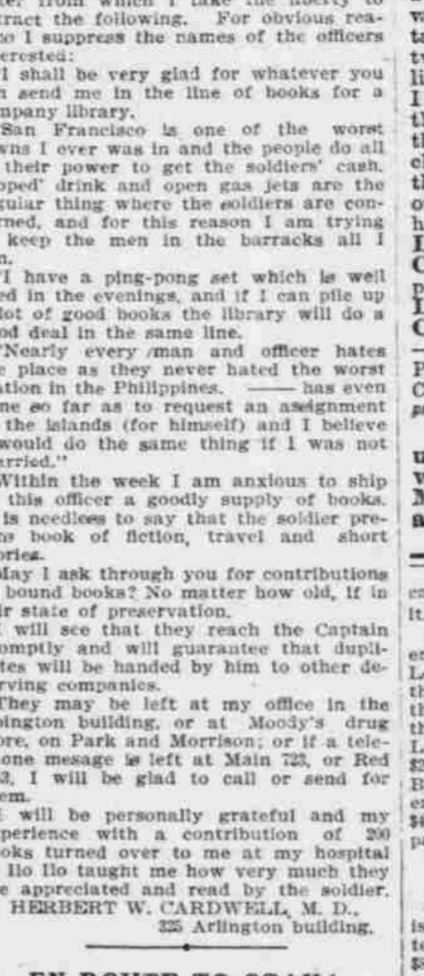 ter from which I take the liberty to
tract the following. For obvious rea-
so I suppress the names of the officers
erested:
"I shall be very glad for whatever you
n send me in the line of books for a
mpany library.
"San Francisco is one of the worst
wns I ever was in and the people do all
their power to get the soldiers' cash.
oped' drink and open gas jets are the
gular thing where the soldiers are con-
rned, and for this reason I am trying
keep the men in the barracks all I
n.
"I have a ping-pong set which is well
ed in the evenings, and if I can pile up
lot of good books the library will do a
od deal in the same line.
"Nearly every man and officer hates
e place as they never hated the worst
ation in the Philippines. —— has even
ne so far as to request an assignment
the islands (for himself) and I believe
would do the same thing if I was not
arried."
Within the week I am anxious to ship
this officer a goodly supply of books.
is needless to say that the soldier pre-
rs book of fiction, travel and short
ories.
May I ask through you for contributions
bound books? No matter how old, if in
ir state of preservation.
I will see that they reach the Captain
omptly and will guarantee that dupli-
tes will be handed by him to other de-
rving companies.
They may be left at my office in the
lington building, or at Moody's drug
ore, on Park and Morrison; or if a tele-
one mesage is left at Main 723, or Red
3, I will be glad to call or send for
em.
I will be personally grateful and my
perience with a contribution of 200
ooks turned over to me at my hospital
Ilo Ilo taught me how very much they
e appreciated and read by the soldier.
HERBERT W. CARDWELL, M. D.,
325 Arlington building.